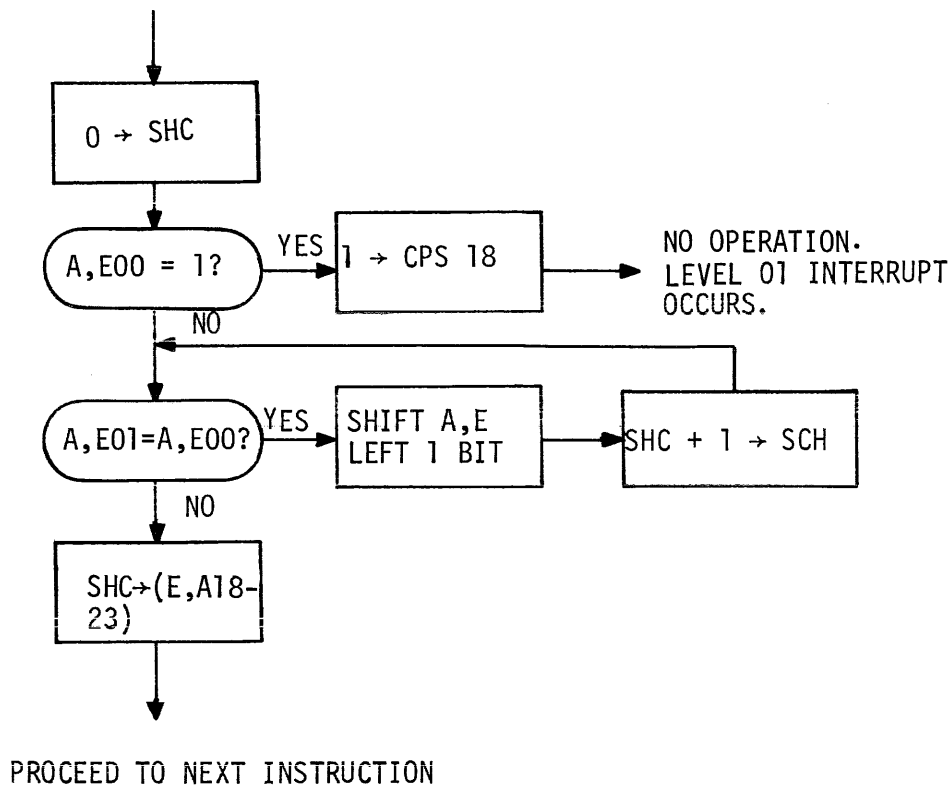 0 → SHC
A,E00 = 1?
YES
1 → CPS 18
NO OPERATION.
LEVEL 01 INTERRUPT
OCCURS.
NO
A,E01=A,E00?
YES
SHIFT A,E
LEFT 1 BIT
SHC + 1 → SCH
NO
SHC→(E,A18-
23)
PROCEED TO NEXT INSTRUCTION